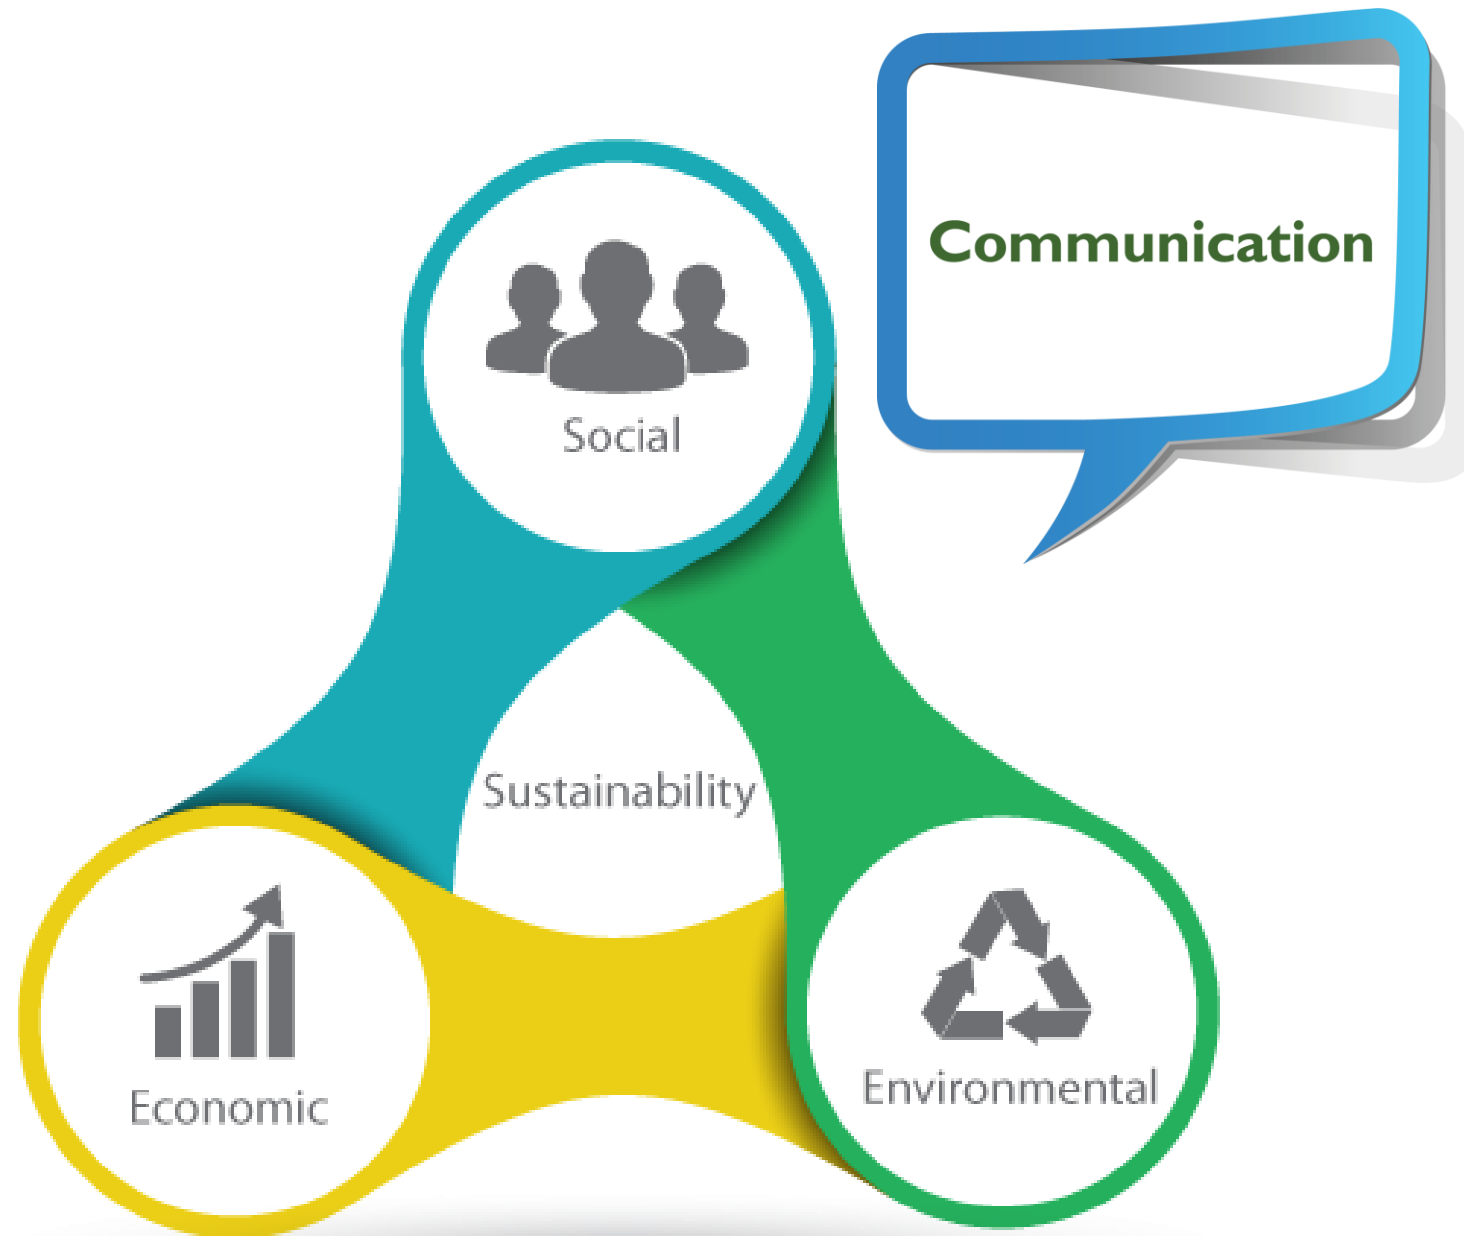 Communication
Social
Sustainability
Economic
Environmental